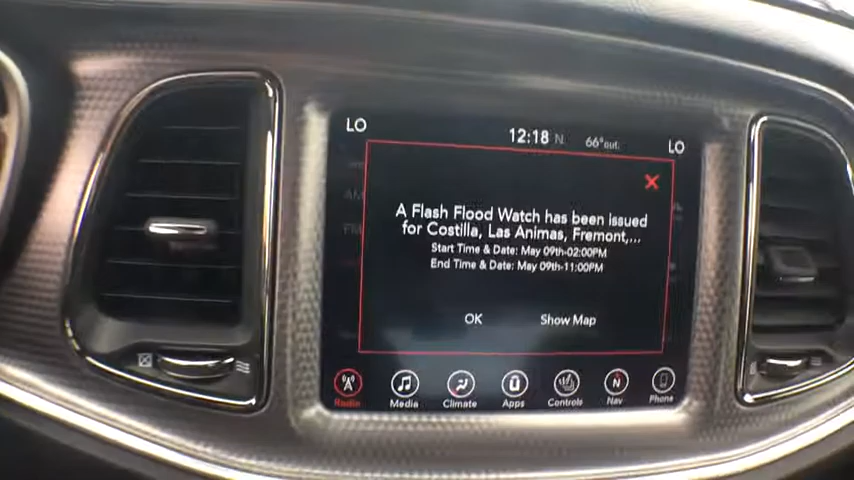 LO 12:18 N 66°out. LO
A Flash Flood Watch has been issued
for Costilla, Las Animas, Fremont,...
Start Time & Date: May 09th-02:00PM
End Time & Date: May 09th-11:00PM
OK Show Map
Radio Media Climate Apps Controls Nav Phone